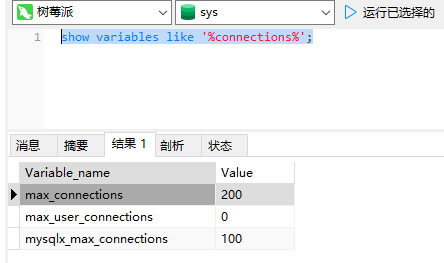 树莓派 sys 运行已选择的
1 show variables like '%connections%';
消息 摘要 结果 1 剖析 状态
Variable_name Value
max_connections 200
max_user_connections 0
mysqlx_max_connections 100